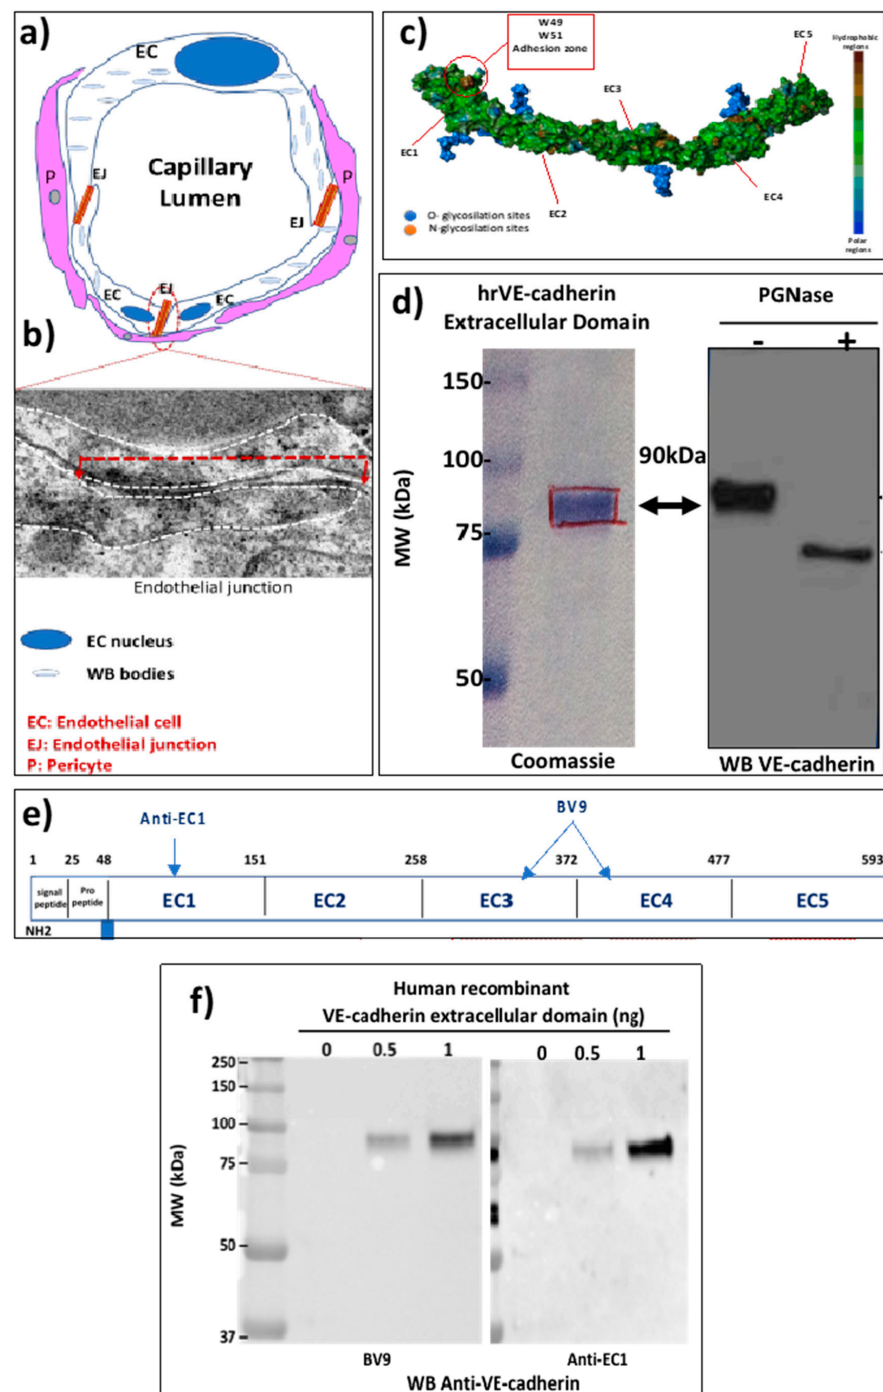 a)
EC
EJ
P
P
Capillary
Lumen
EJ
EC
EJ
EC
b)
Endothelial junction
EC nucleus
WB bodies
EC: Endothelial cell
EJ: Endothelial junction
P: Pericyte
c)
W49
W51
Adhesion zone
EC5
EC3
EC1
EC2
EC4
O- glycosilation sites
N-glycosilation sites
Hydrophobic
regions
Polar
regions
d)
hrVE-cadherin
Extracellular Domain
PGNase
- +
150-
100-
90kDa
75-
50-
MW (kDa)
Coomassie
WB VE-cadherin
e)
Anti-EC1
BV9
1 25 48 151 258 372 477 593
signall
peptide
Pro
peptide
EC1 EC2 EC3 EC4 EC5
NH2
f)
Human recombinant
VE-cadherin extracellular domain (ng)
0 0.5 1 0 0.5 1
250
150
100
75
50
37
MW (kDa)
BV9 Anti-EC1
WB Anti-VE-cadherin